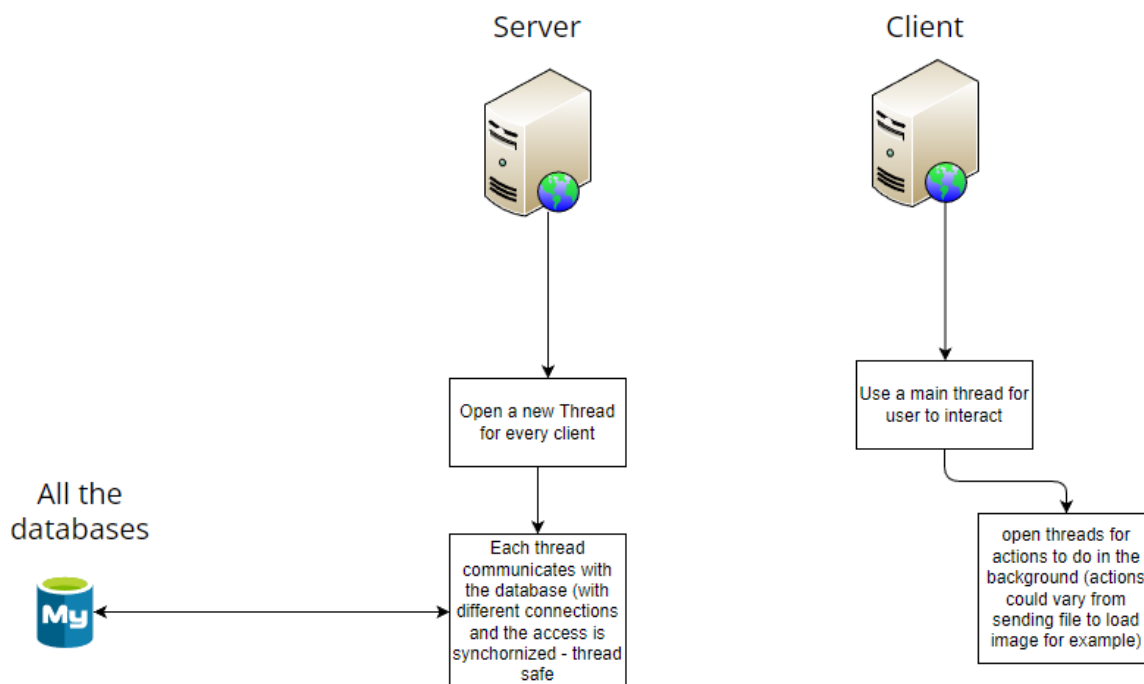 Server
Client
Open a new Thread
for every client
Use a main thread for
user to interact
All the
databases
My
Each thread
communicates with
the database (with
different connections
and the access is
synchornized - thread
safe
open threads for
actions to do in the
background (actions
could vary from
sending file to load
image for example)